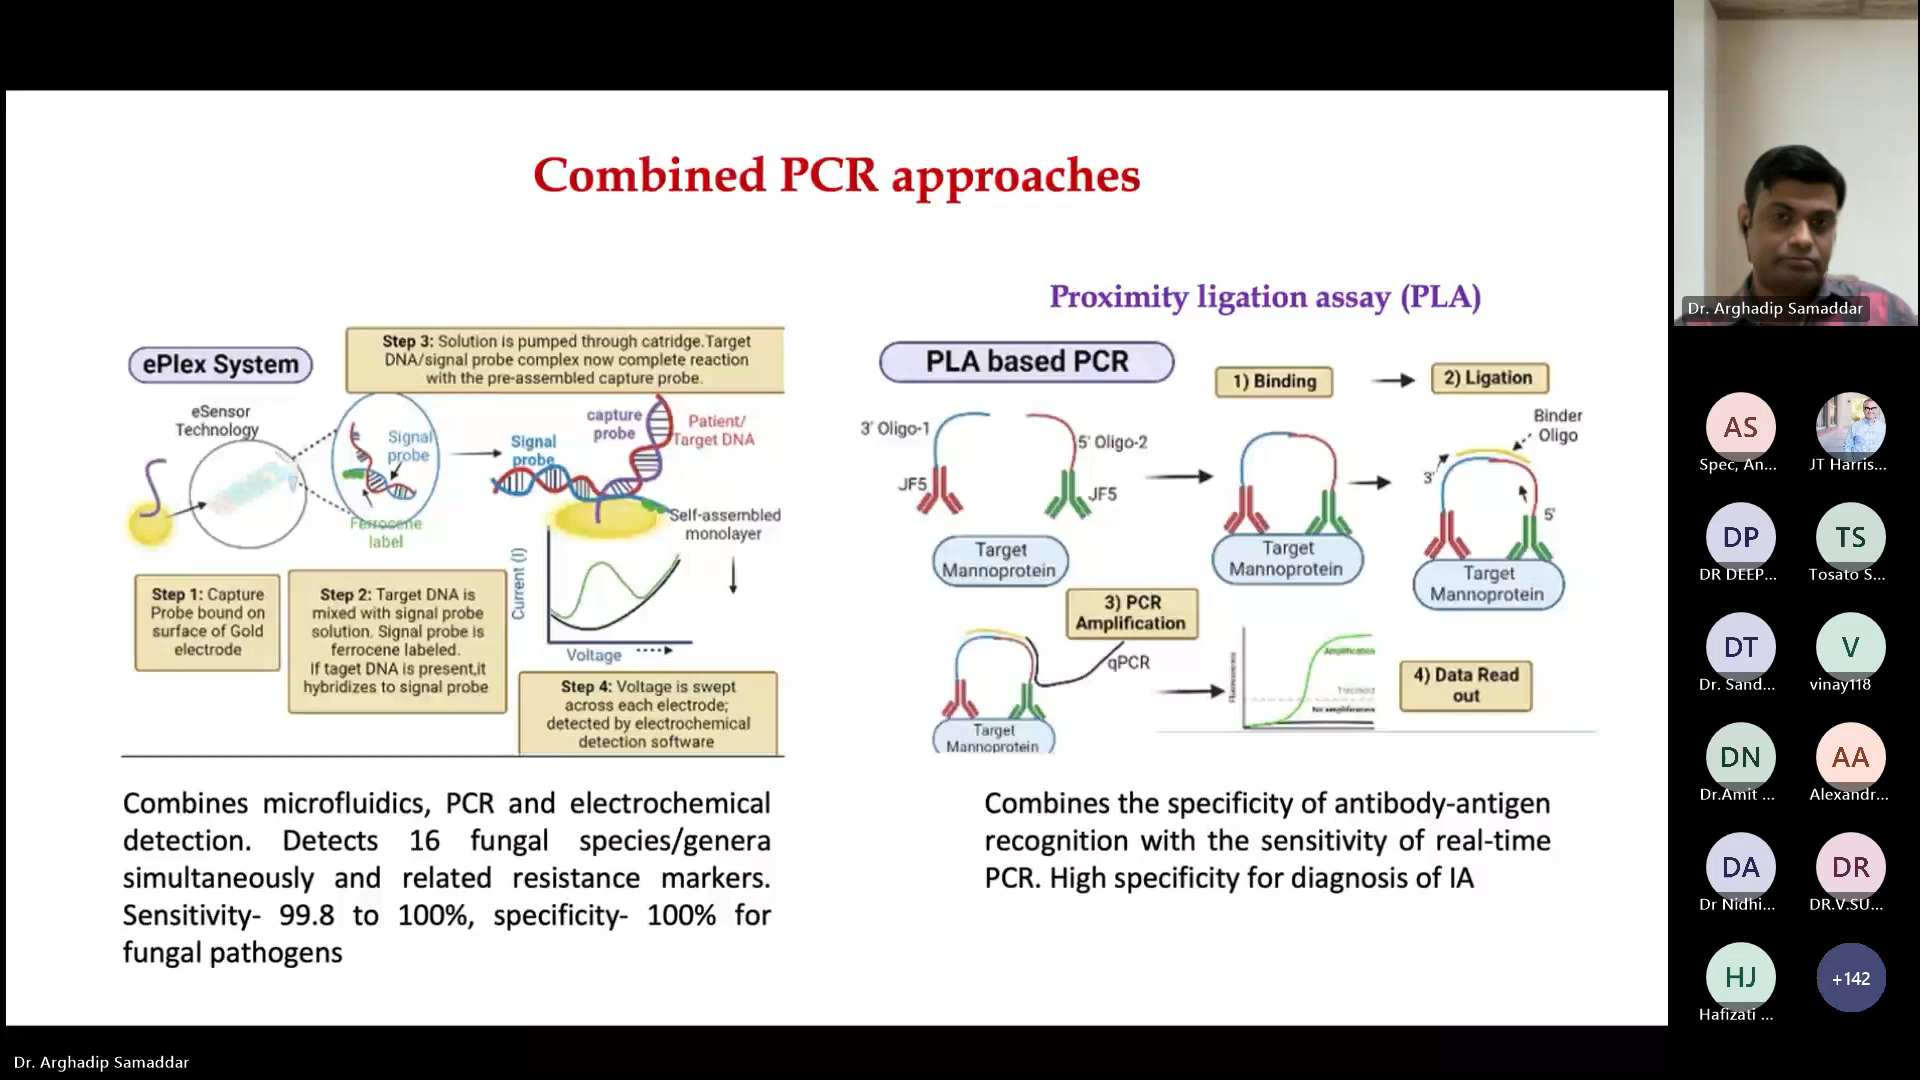 Combined PCR approaches
ePlex System
eSensor
Technology
Signal
probe
Ferrocene
label
Step 3: Solution is pumped through catridge.Target
DNA/signal probe complex now complete reaction
with the pre-assembled capture probe.
Signal
probe
capture
probe
Patient/
Target DNA
Self-assembled
monolayer
Current (I)
Voltage
Step 1: Capture
Probe bound on
surface of Gold
electrode
Step 2: Target DNA is
mixed with signal probe
solution. Signal probe is
ferrocene labeled.
If taget DNA is present,it
hybridizes to signal probe
Step 4: Voltage is swept
across each electrode;
detected by electrochemical
detection software
Combines microfluidics, PCR and electrochemical
detection. Detects 16 fungal species/genera
simultaneously and related resistance markers.
Sensitivity- 99.8 to 100%, specificity- 100% for
fungal pathogens
Proximity ligation assay (PLA)
PLA based PCR
1) Binding
2) Ligation
3' Oligo-1
5' Oligo-2
JF5
JF5
Target
Mannoprotein
Target
Mannoprotein
Binder
Oligo
3'
5'
Target
Mannoprotein
3) PCR
Amplification
qPCR
Target
Mannoprotein
Fluorescence
Amplification
Threshold
No amplification
4) Data Read
out
Combines the specificity of antibody-antigen
recognition with the sensitivity of real-time
PCR. High specificity for diagnosis of IA
Dr. Arghadip Samaddar
AS
Spec, An...
JT Harris...
DP
DR DEEP...
TS
Tosato S...
DT
Dr. Sand...
V
vinay118
DN
Dr.Amit ...
AA
Alexandr...
DA
Dr Nidhi...
DR
DR.V.SU...
HJ
Hafizati ...
+142
Dr. Arghadip Samaddar